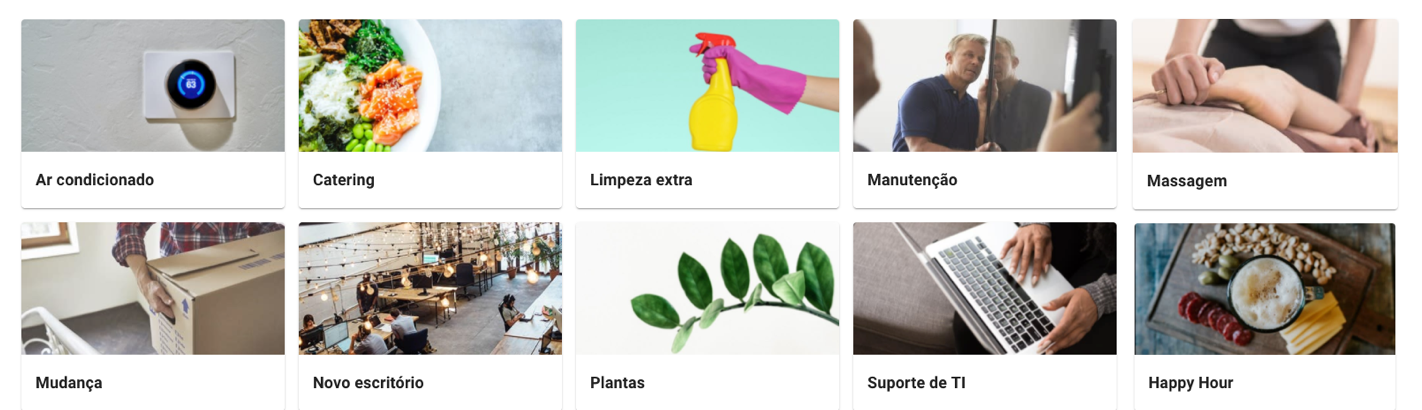 63
Ar condicionado
Catering
Limpeza extra
Manutenção
Massagem
Mudança
Novo escritório
Plantas
Suporte de TI
Happy Hour